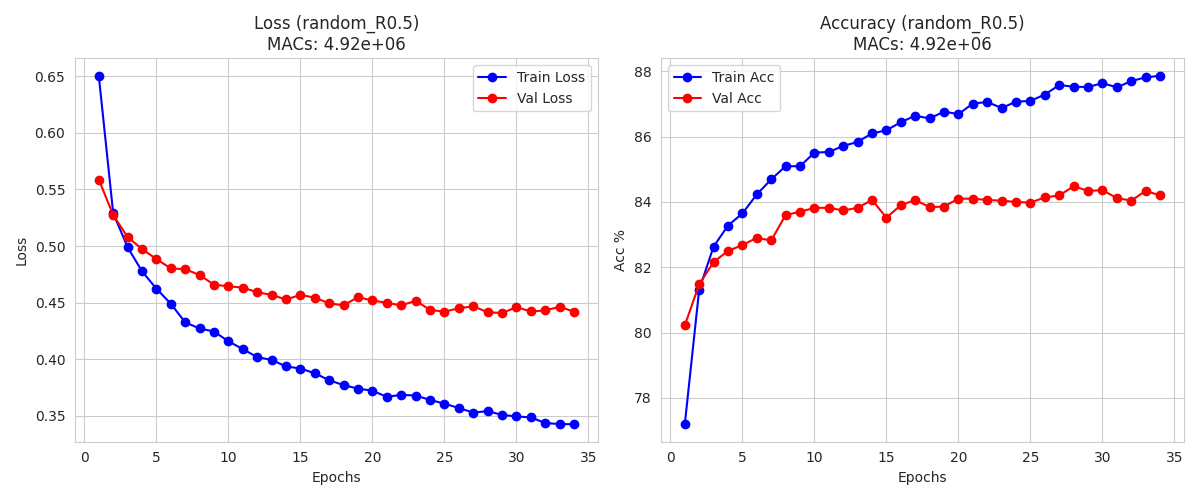 Loss (random_R0.5)
MACs: 4.92e+06
Train Loss
Val Loss
0.65
0.60
0.55
0.50
0.45
0.40
0.35
Loss
0 5 10 15 20 25 30 35
Epochs
Accuracy (random_R0.5)
MACs: 4.92e+06
Train Acc
Val Acc
88
86
84
82
80
78
Acc %
0 5 10 15 20 25 30 35
Epochs